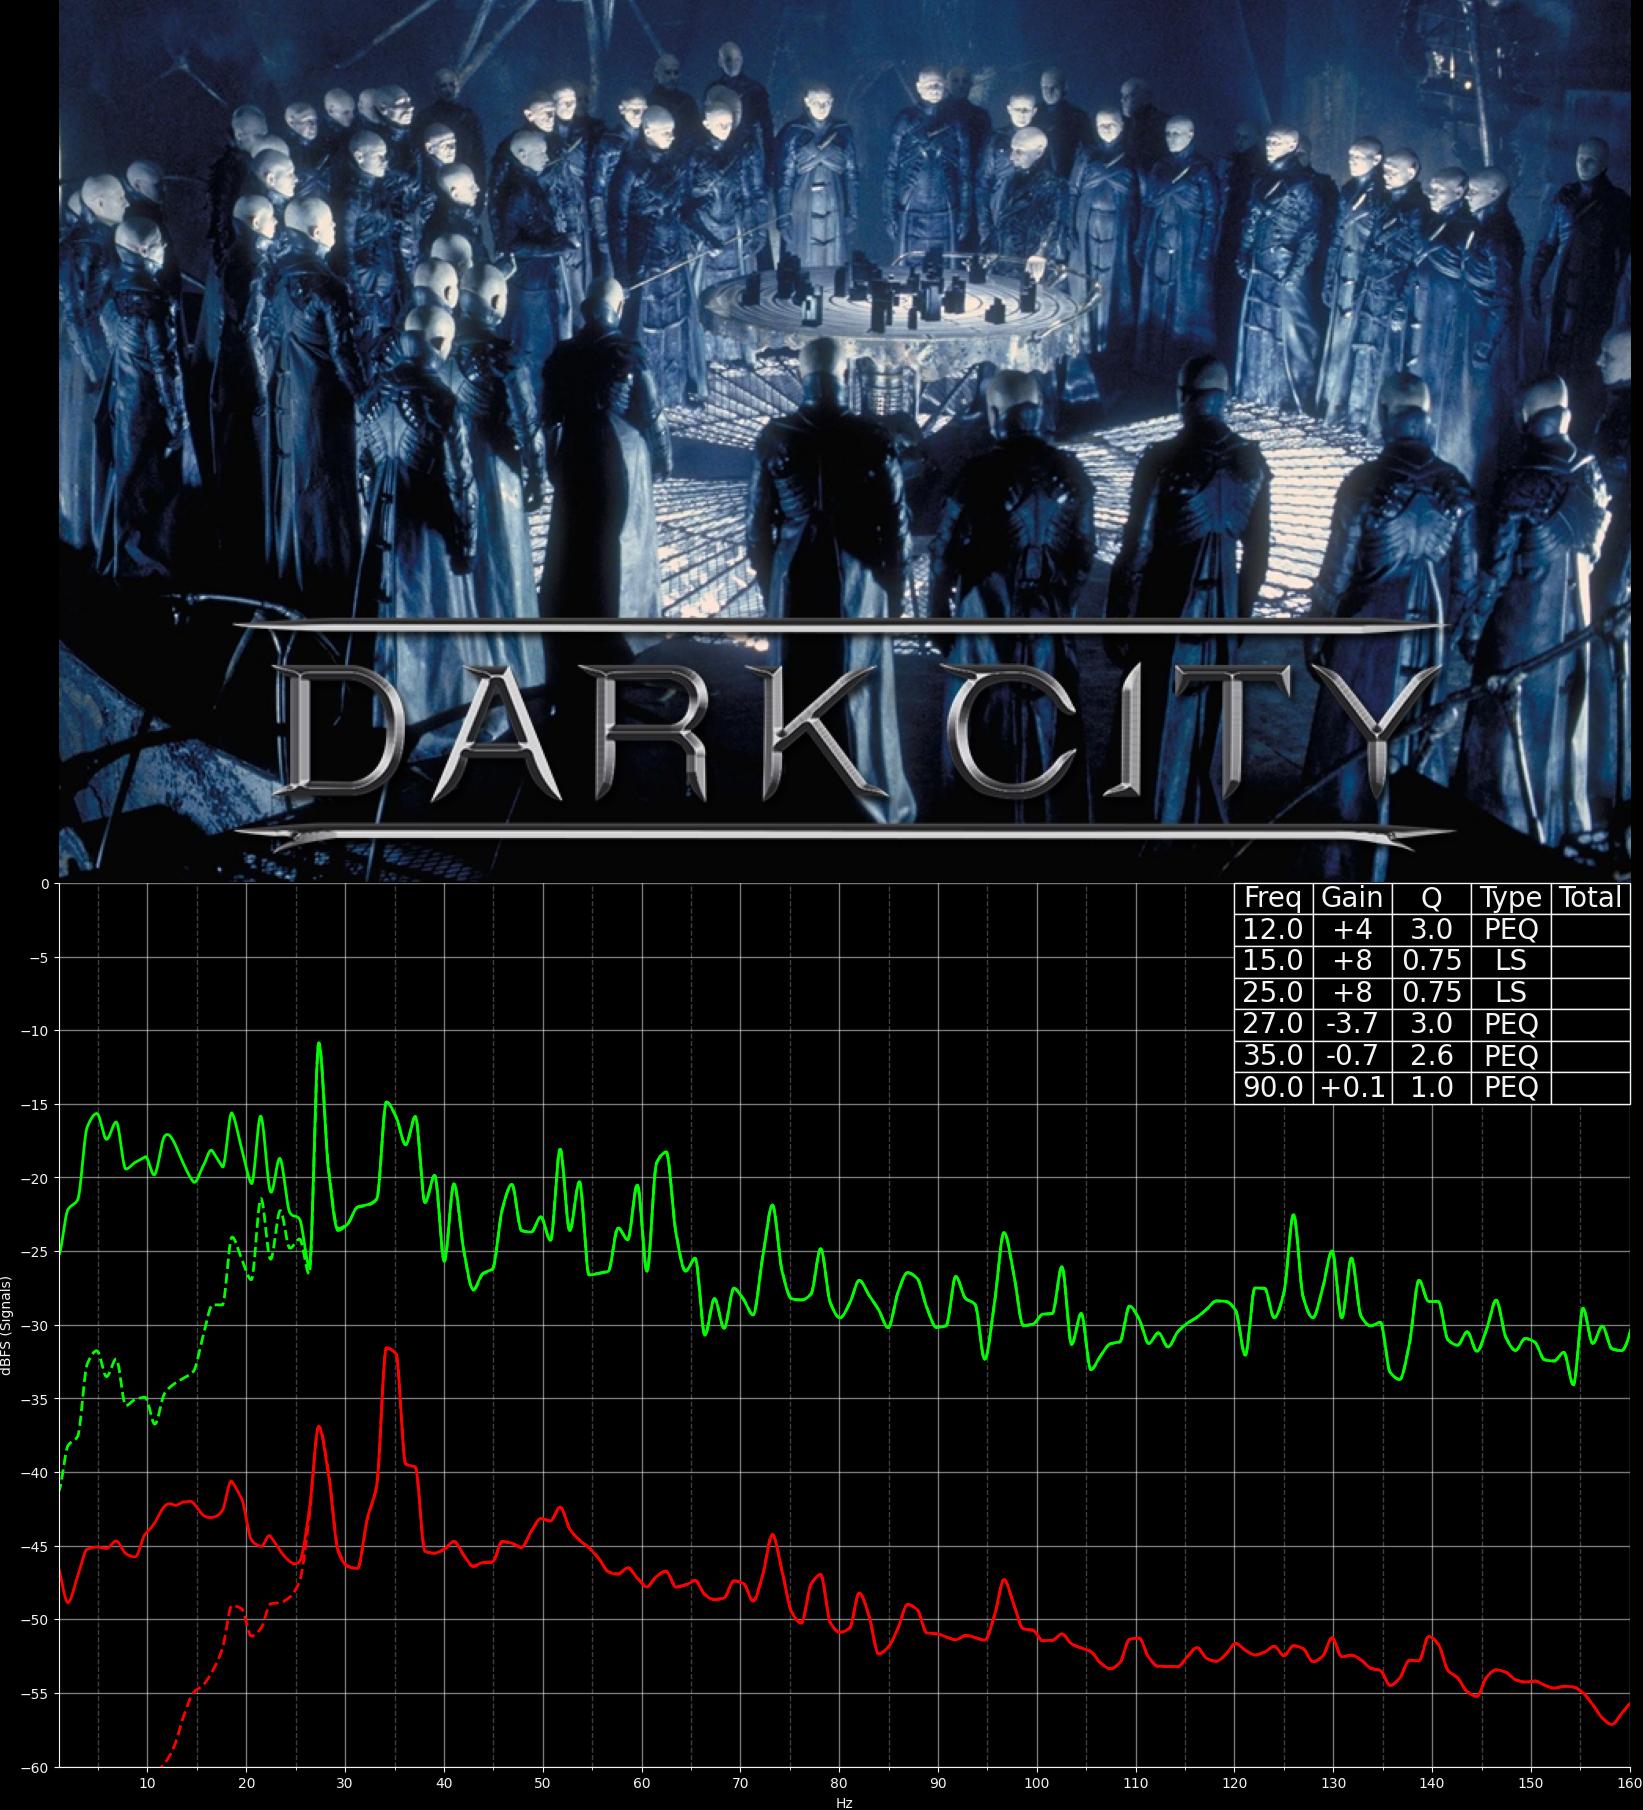 DARK CITY
Freq Gain Q Type Total
12.0 +4 3.0 PEQ
15.0 +8 0.75 LS
25.0 +8 0.75 LS
27.0 -3.7 3.0 PEQ
35.0 -0.7 2.6 PEQ
90.0 +0.1 1.0 PEQ
0
−5
−10
−15
−20
−25
−30
−35
−40
−45
−50
−55
−60
dBFS (Signals)
10 20 30 40 50 60 70 80 90 100 110 120 130 140 150 160
Hz